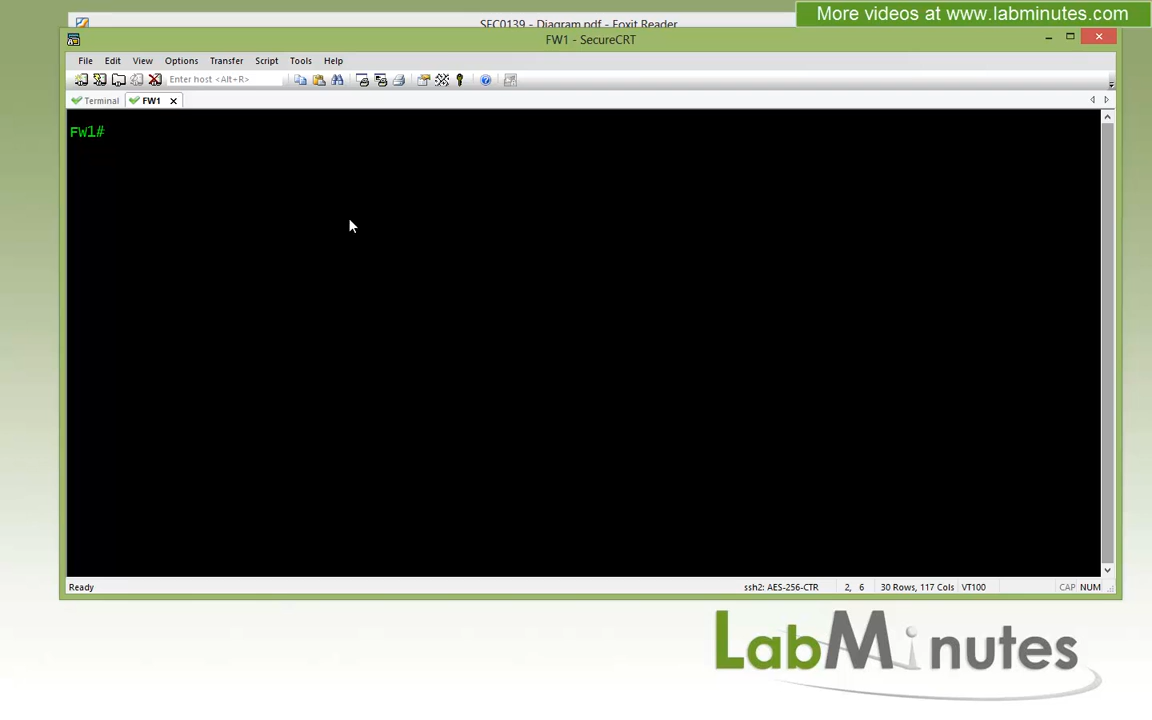 More videos at www.labminutes.com
SEC0139 - Diagram.pdf - Foxit Reader
FW1 - SecureCRT
File Edit View Options Transfer Script Tools Help
Enter host <Alt+R>
Terminal FW1
FW1#
Ready ssh2: AES-256-CTR 2, 6 30 Rows, 117 Cols VT100 CAP NUM
LabMinutes